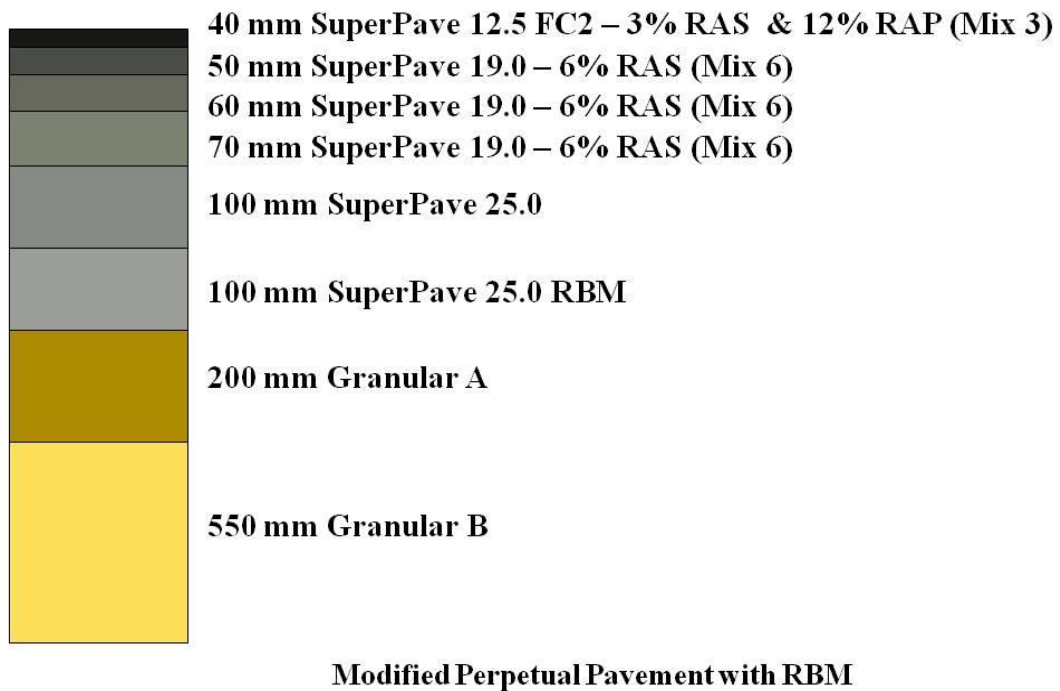 40 mm SuperPave 12.5 FC2 – 3% RAS & 12% RAP (Mix 3)
50 mm SuperPave 19.0 – 6% RAS (Mix 6)
60 mm SuperPave 19.0 – 6% RAS (Mix 6)
70 mm SuperPave 19.0 – 6% RAS (Mix 6)
100 mm SuperPave 25.0
100 mm SuperPave 25.0 RBM
200 mm Granular A
550 mm Granular B
Modified Perpetual Pavement with RBM